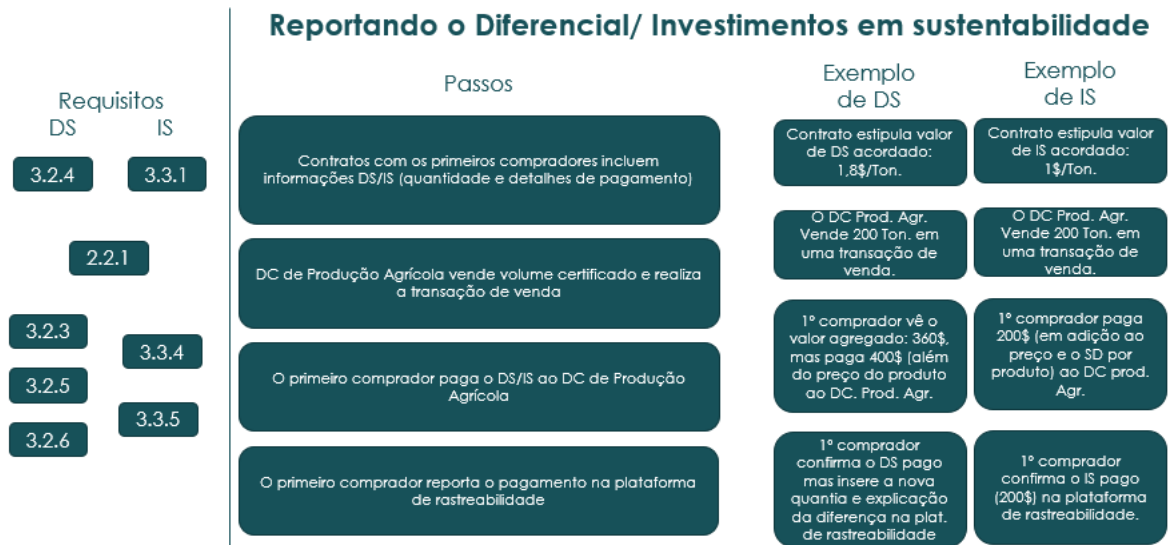 Reportando o Diferencial/ Investimentos em sustentabilidade
Requisitos
DS
IS
3.2.4
3.3.1
2.2.1
3.2.3
3.3.4
3.2.5
3.3.5
3.2.6
Passos
Contratos com os primeiros compradores incluem
informações DS/IS (quantidade e detalhes de pagamento)
DC de Produção Agrícola vende volume certificado e realiza
a transação de venda
O primeiro comprador paga o DS/IS ao DC de Produção
Agrícola
O primeiro comprador reporta o pagamento na plataforma
de rastreabilidade
Exemplo
de DS
Contrato estipula valor
de DS acordado:
1,8$/Ton.
O DC Prod. Agr.
Vende 200 Ton. em
uma transação de
venda.
1º comprador vê o
valor agregado: 360$,
mas paga 400$ (além
do preço do produto
ao DC. Prod. Agr.
1º comprador
confirma o DS pago
mas insere a nova
quantia e explicação
da diferença na plat.
de rastreabilidade
Exemplo
de IS
Contrato estipula valor
de IS acordado:
1$/Ton.
O DC Prod. Agr.
Vende 200 Ton. em
uma transação de
venda.
1º comprador paga
200$ (em adição ao
preço e o SD por
produto) ao DC prod.
Agr.
1º comprador
confirma o IS pago
(200$) na plataforma
de rastreabilidade.